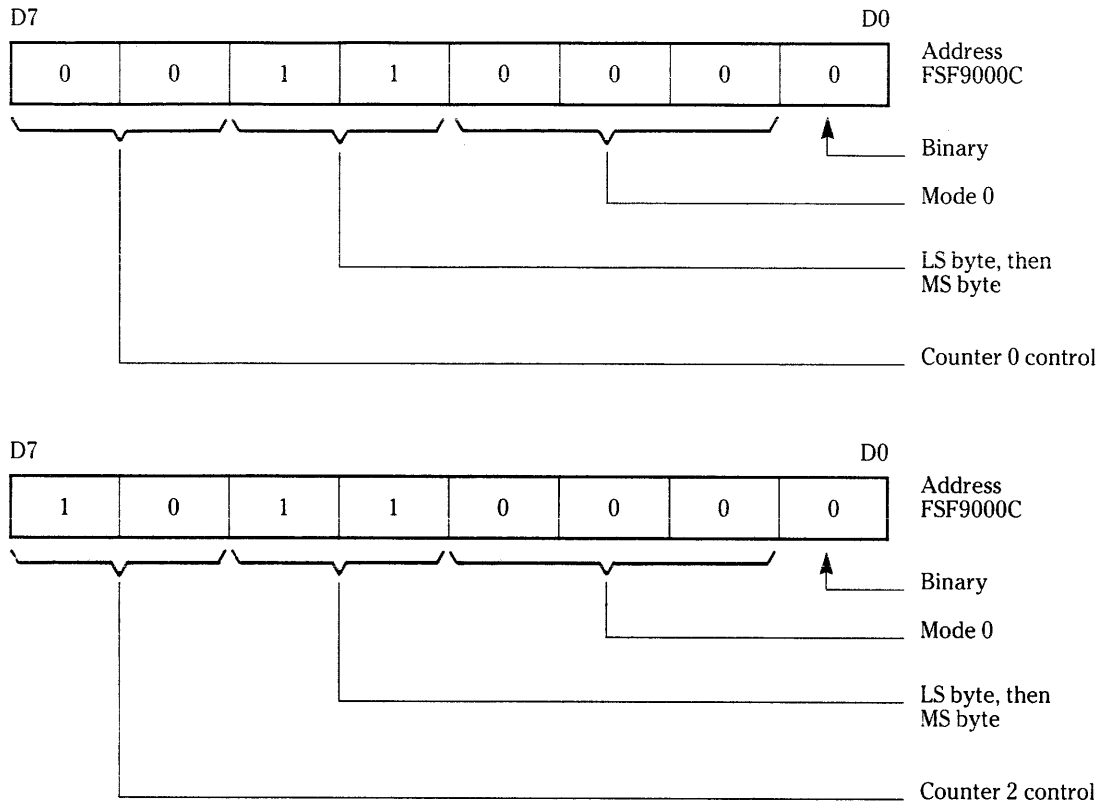 D7 D0
0 0 1 1 0 0 0 0
Address
FSF9000C
Binary
Mode 0
LS byte, then
MS byte
Counter 0 control
D7 D0
1 0 1 1 0 0 0 0
Address
FSF9000C
Binary
Mode 0
LS byte, then
MS byte
Counter 2 control